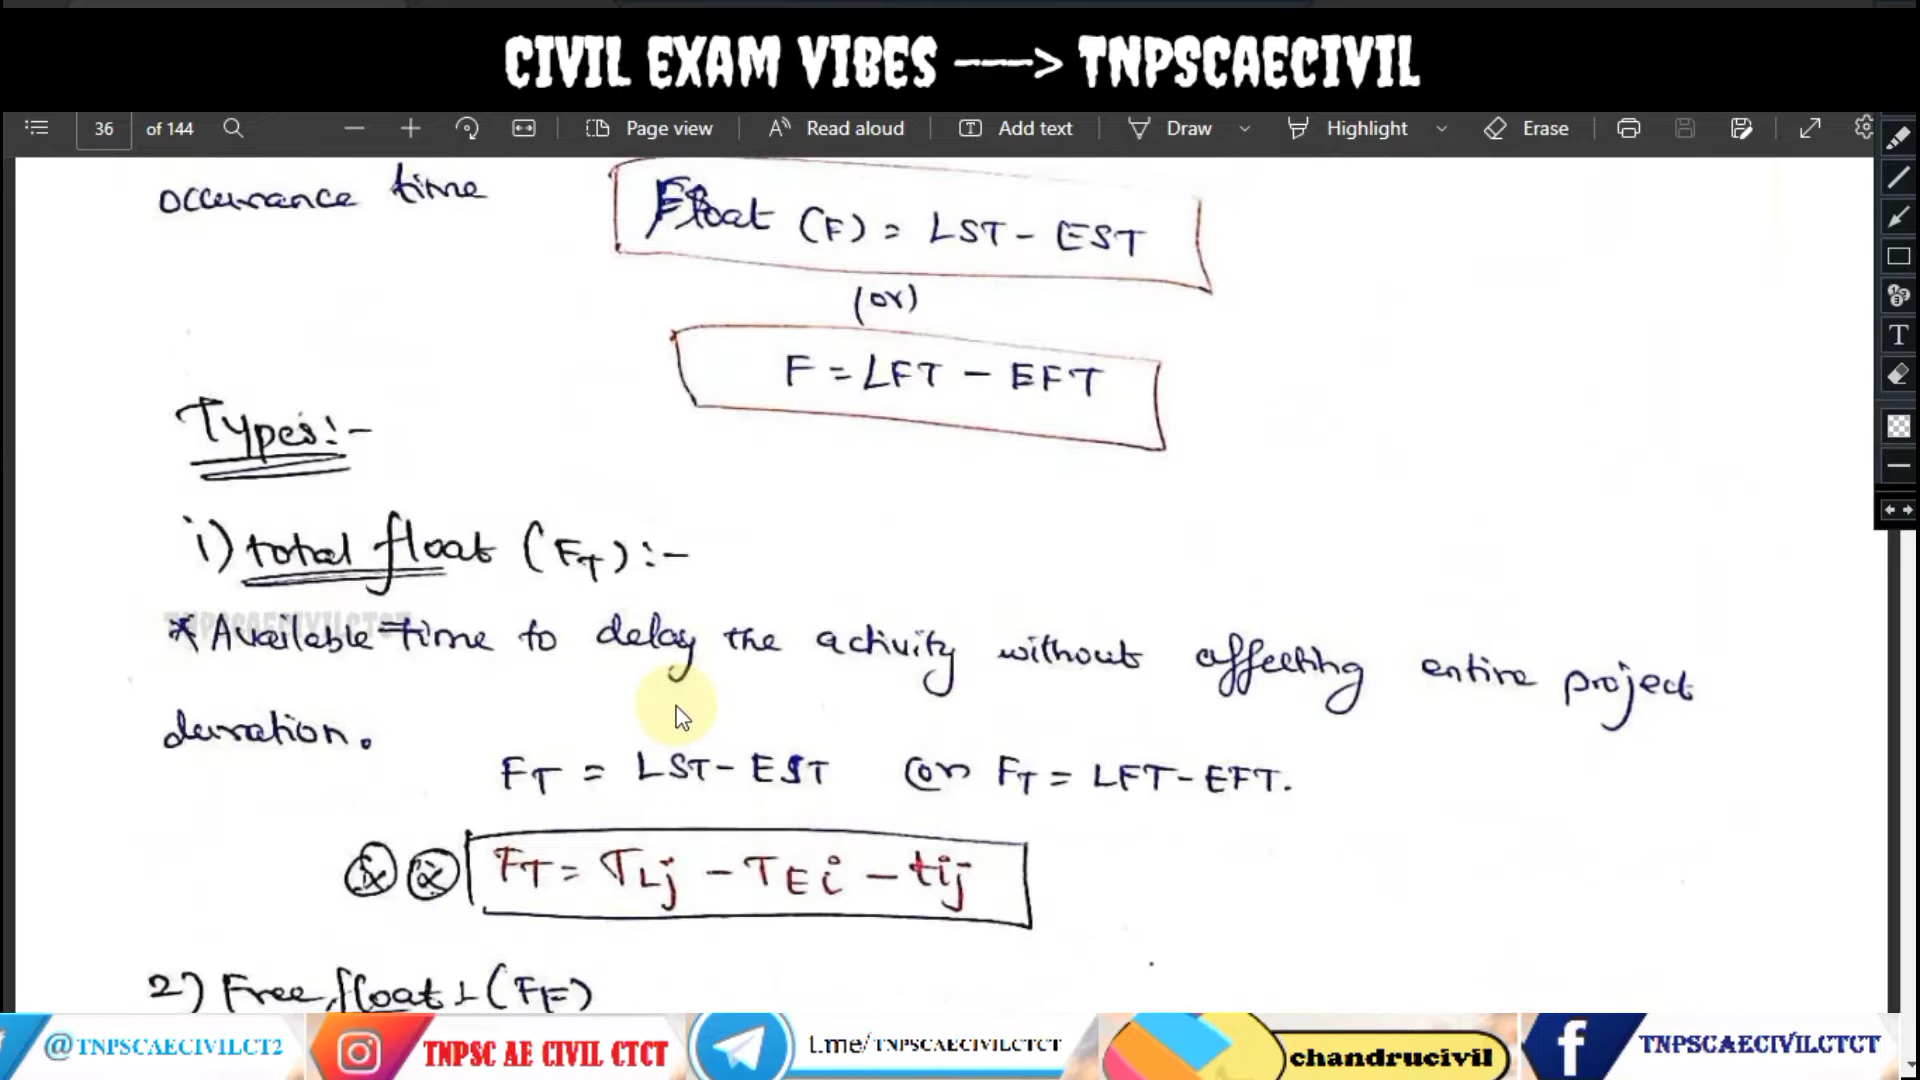 CIVIL EXAM VIBES ---> TNPSCAECIVIL
36 of 144 Page view Read aloud Add text Draw Highlight Erase
occurance time
Float (F) = LST - EST
(or)
F = LFT - EFT
Types:-
i) total float (FT):-
TNPSCAECIVILCTCT
* Available time to delay the activity without affecting entire project
duration.
FT = LST - EST (or) FT = LFT - EFT.
FT = TLj - TEi - tij
2) Free float :- (FF)
@TNPSCAECIVILCT2 TNPSC AE CIVIL CTCT t.me/TNPSCAECIVILCTCT chandrucivil TNPSCAECIVILCTCT